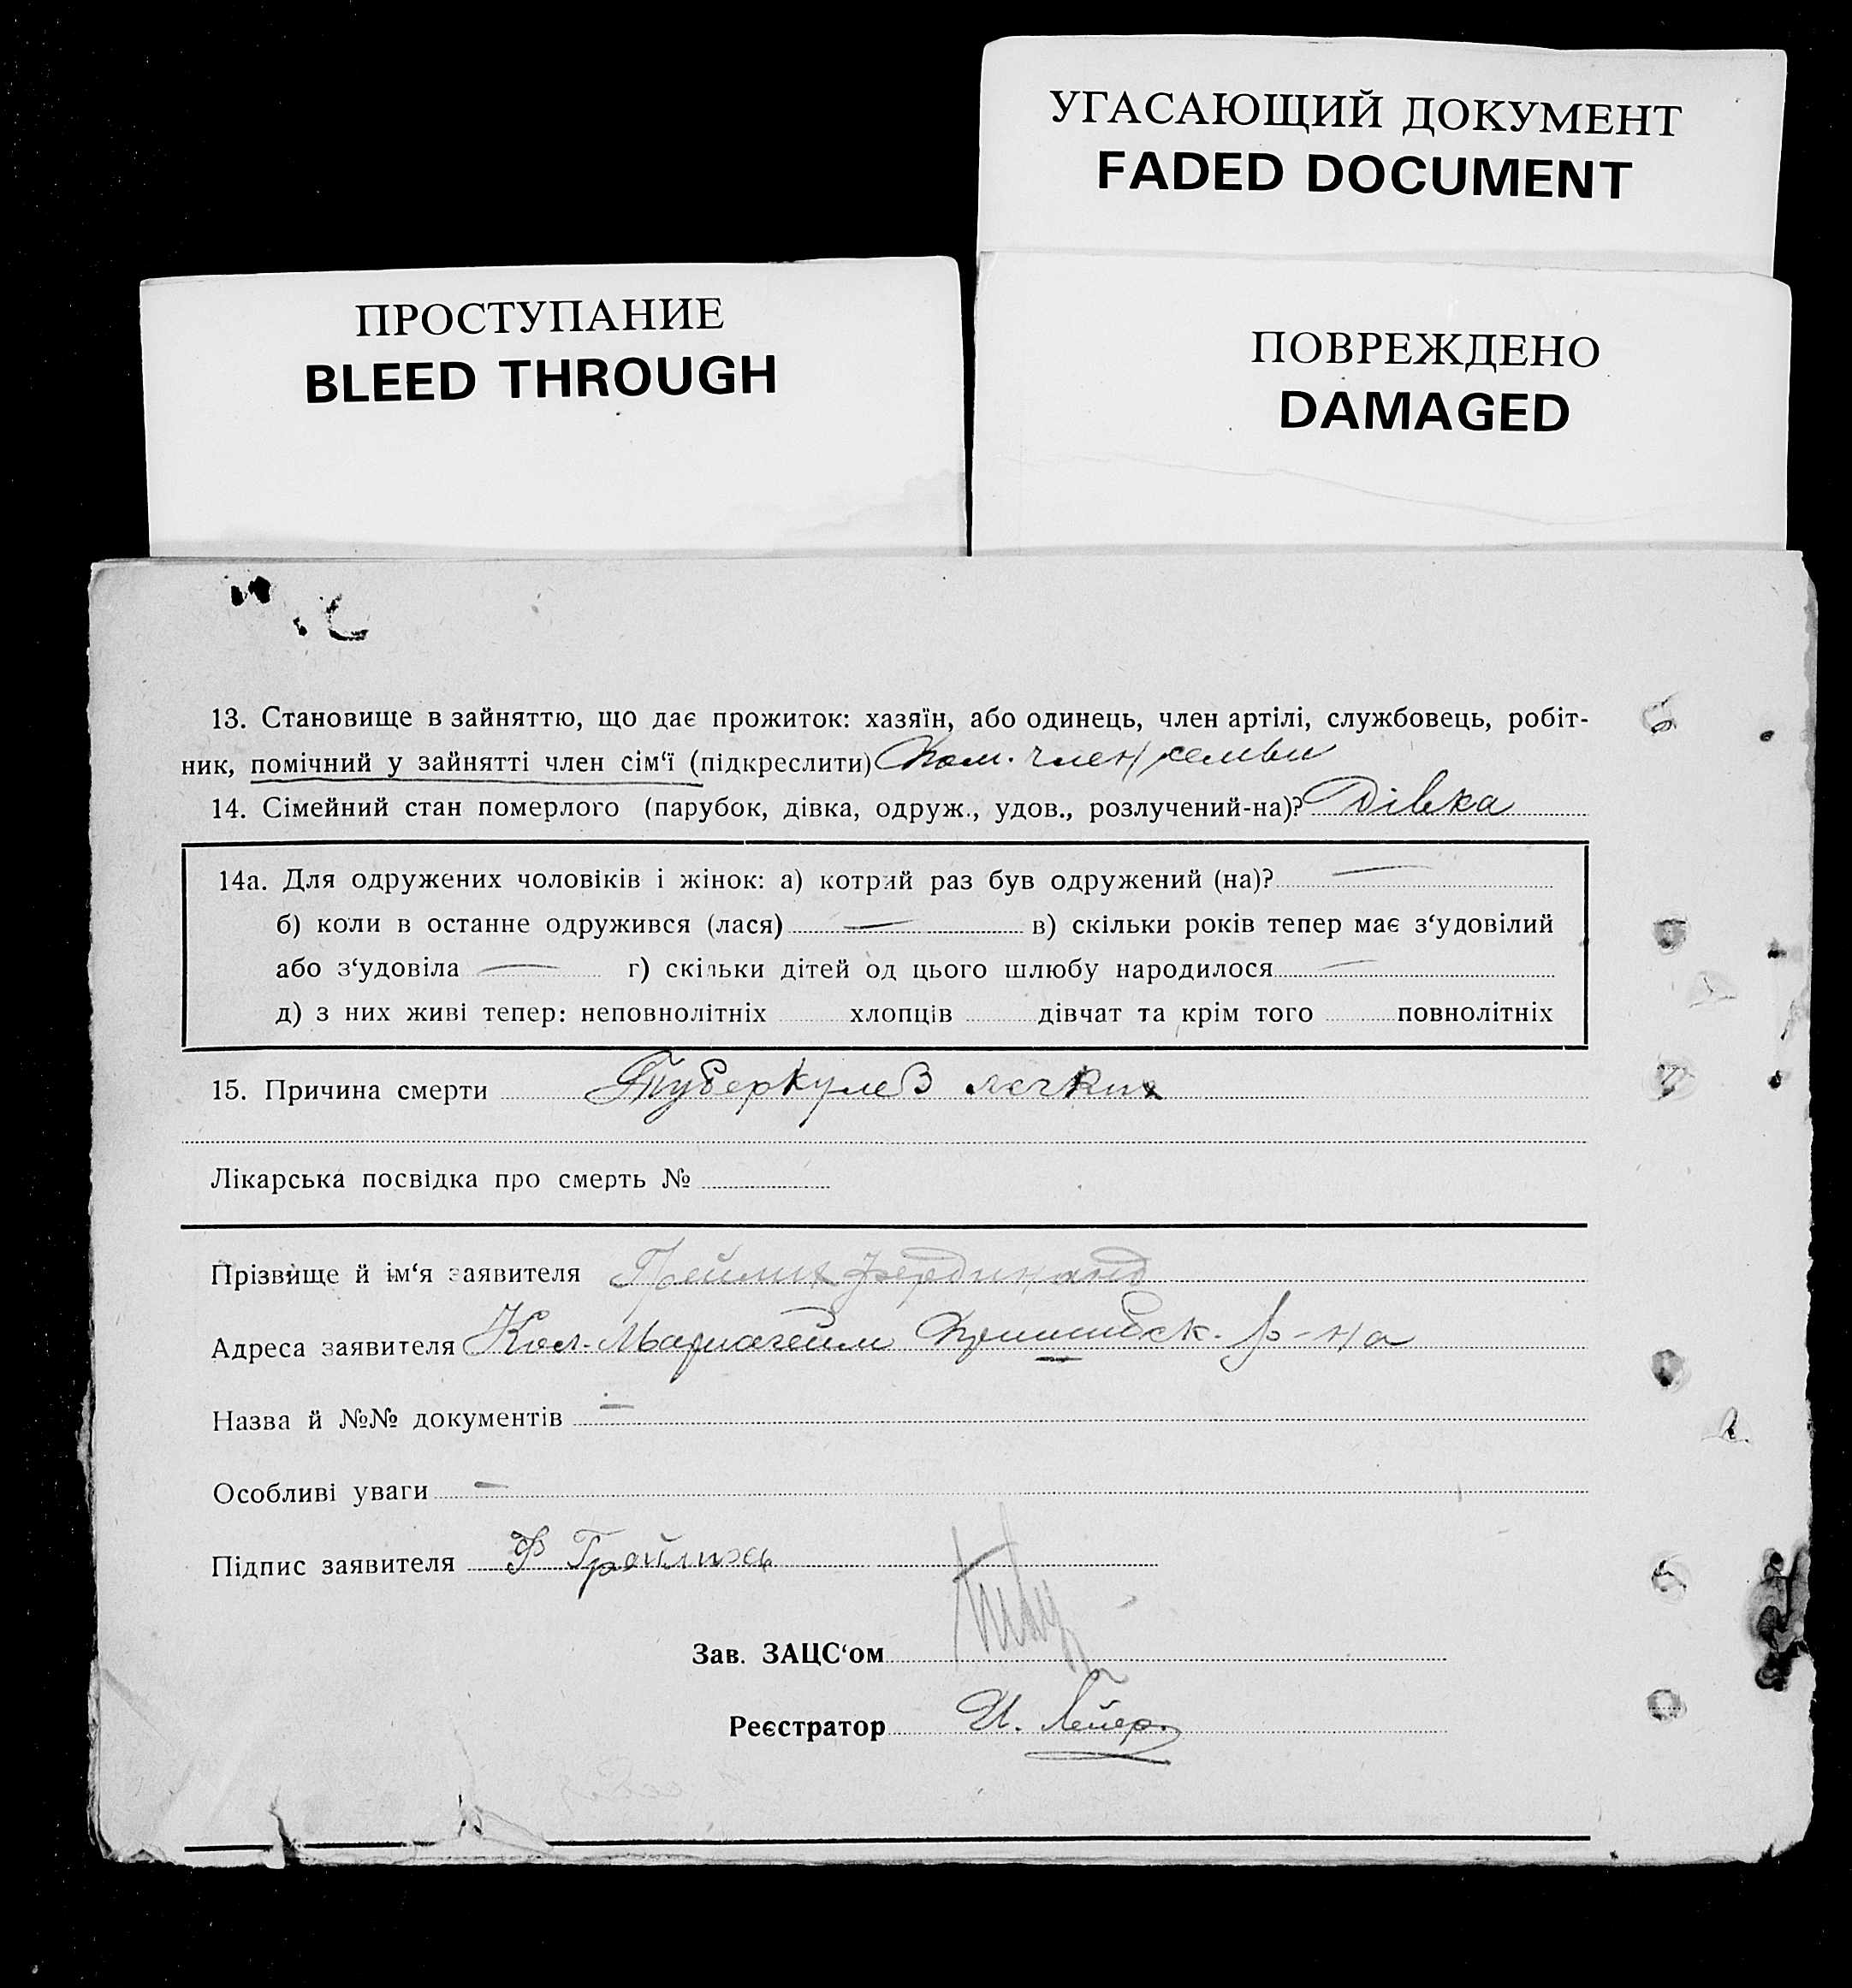 УГАСАЮЩИЙ ДОКУМЕНТ
FADED DOCUMENT
ПРОСТУПАНИЕ
BLEED THROUGH
ПОВРЕЖДЕНО
DAMAGED
13. Становище в зайняттю, що дає прожиток: хазяїн, або одинець, член артілі, службовець, робіт-
ник, помічний у зайнятті член сім‘ї (підкреслити) Пом. член семьи
14. Сімейний стан померлого (парубок, дівка, одруж., удов., розлучений-на)? Дівка
14а. Для одружених чоловіків і жінок: а) котрий раз був одружений (на)? —
б) коли в останне одружився (лася) — в) скільки років тепер має з‘удовілий
або з‘удовіла — г) скільки дітей од цього шлюбу народилося —
д) з них живі тепер: неповнолітніх хлопців дівчат та крім того повнолітніх
15. Причина смерти Туберкулез легких
Лікарська посвідка про смерть №
Прізвище й ім‘я заявителя Грейлих Фердинанд
Адреса заявителя Кол. Мариагейм р-на
Назва й №№ документів —
Особливі уваги —
Підпис заявителя Ф Грейлих
Зав. ЗАЦС‘ом
Реєстратор И. Лейер